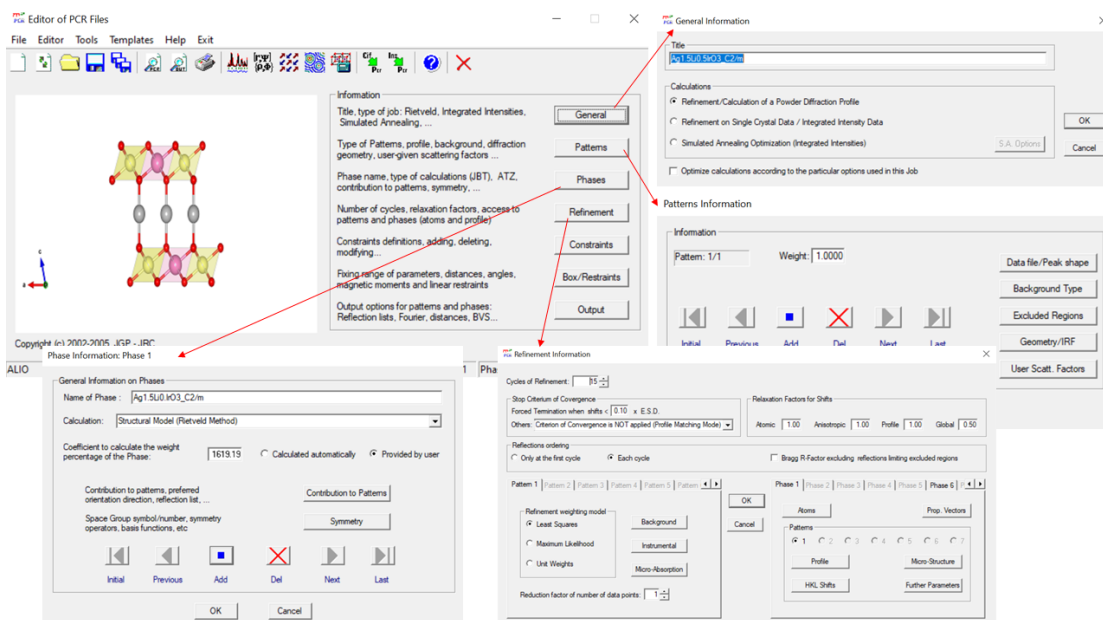 Editor of PCR Files
File Editor Tools Templates Help Exit
Information
Title, type of job: Rietveld, Integrated Intensities,
Simulated Annealing, ...
General
Type of Patterns, profile, background, diffraction
geometry, user-given scattering factors ...
Patterns
Phase name, type of calculations (JBT), ATZ,
contribution to patterns, symmetry, ...
Phases
Number of cycles, relaxation factors, access to
patterns and phases (atoms and profile)
Refinement
Constraints definitions, adding, deleting,
modifying...
Constraints
Fixing range of parameters, distances, angles,
magnetic moments and linear restraints
Box/Restraints
Output options for patterns and phases:
Reflection lists, Fourier, distances, BVS...
Output
c
a
Copyright (c) 2002-2005 JGP - JRC
ALIO
1 Pha
General Information
Title
Ag1.5Li0.5IrO3_C2/m
Calculations
Refinement/Calculation of a Powder Diffraction Profile
Refinement on Single Crystal Data / Integrated Intensity Data
Simulated Annealing Optimization (Integrated Intensities)
S.A. Options
Optimize calculations according to the particular options used in this Job
OK
Cancel
Patterns Information
Information
Pattern: 1/1
Weight: 1.0000
Initial Previous Add Del Next Last
Data file/Peak shape
Background Type
Excluded Regions
Geometry/IRF
User Scatt. Factors
Phase Information: Phase 1
General Information on Phases
Name of Phase : Ag1.5Li0.IrO3_C2/m
Calculation: Structural Model (Rietveld Method)
Coefficient to calculate the weight
percentage of the Phase:
1619.19
Calculated automatically
Provided by user
Contribution to patterns, preferred
orientation direction, reflection list, ...
Contribution to Patterns
Space Group symbol/number, symmetry
operators, basis functions, etc
Symmetry
Initial Previous Add Del Next Last
OK Cancel
Refinement Information
Cycles of Refinement: 15
Stop Criterium of Convergence
Forced Termination when shifts < 0.10 x E.S.D.
Others: Criterion of Convergence is NOT applied (Profile Matching Mode)
Relaxation Factors for Shifts
Atomic 1.00 Anisotropic 1.00 Profile 1.00 Global 0.50
Reflections ordering
Only at the first cycle
Each cycle
Bragg R-Factor excluding reflections limiting excluded regions
Pattern 1 Pattern 2 Pattern 3 Pattern 4 Pattern 5 Pattern
Refinement weighting model
Least Squares
Maximum Likelihood
Unit Weights
Background
Instrumental
Micro-Absorption
Reduction factor of number of data points: 1
OK
Cancel
Phase 1 Phase 2 Phase 3 Phase 4 Phase 5 Phase 6
Atoms
Prop. Vectors
Patterns
1 2 3 4 5 6 7
Profile
Micro-Structure
HKL Shifts
Further Parameters